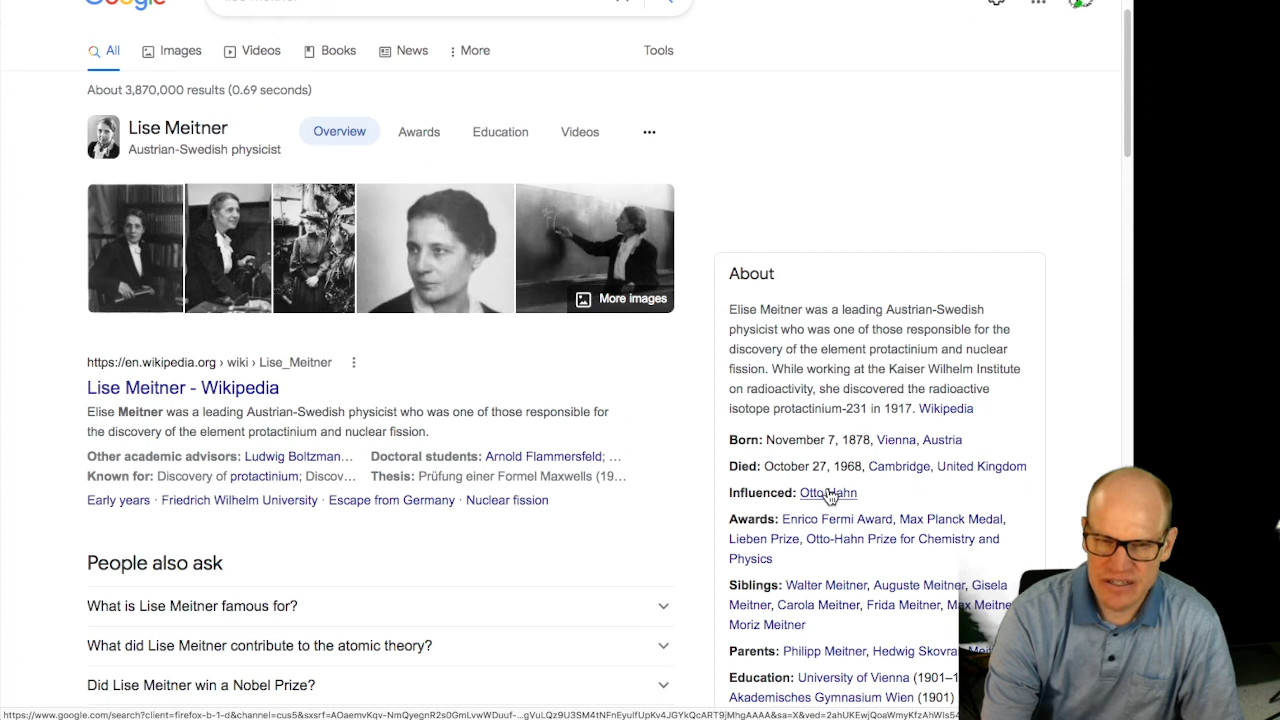 Google
All
Images
Videos
Books
News
More
Tools
About 3,870,000 results (0.69 seconds)
Lise Meitner
Austrian-Swedish physicist
Overview
Awards
Education
Videos
More images
https://en.wikipedia.org › wiki › Lise_Meitner
Lise Meitner - Wikipedia
Elise Meitner was a leading Austrian-Swedish physicist who was one of those responsible for
the discovery of the element protactinium and nuclear fission.
Other academic advisors: Ludwig Boltzman... Doctoral students: Arnold Flammersfeld; ...
Known for: Discovery of protactinium; Discov... Thesis: Prüfung einer Formel Maxwells (19...
Early years · Friedrich Wilhelm University · Escape from Germany · Nuclear fission
People also ask
What is Lise Meitner famous for?
What did Lise Meitner contribute to the atomic theory?
Did Lise Meitner win a Nobel Prize?
About
Elise Meitner was a leading Austrian-Swedish
physicist who was one of those responsible for the
discovery of the element protactinium and nuclear
fission. While working at the Kaiser Wilhelm Institute
on radioactivity, she discovered the radioactive
isotope protactinium-231 in 1917. Wikipedia
Born: November 7, 1878, Vienna, Austria
Died: October 27, 1968, Cambridge, United Kingdom
Influenced: Otto Hahn
Awards: Enrico Fermi Award, Max Planck Medal,
Lieben Prize, Otto-Hahn Prize for Chemistry and
Physics
Siblings: Walter Meitner, Auguste Meitner, Gisela
Meitner, Carola Meitner, Frida Meitner, Max Meitne
Moriz Meitner
Parents: Philipp Meitner, Hedwig Skovra
Education: University of Vienna (1901–1
Akademisches Gymnasium Wien (1901)